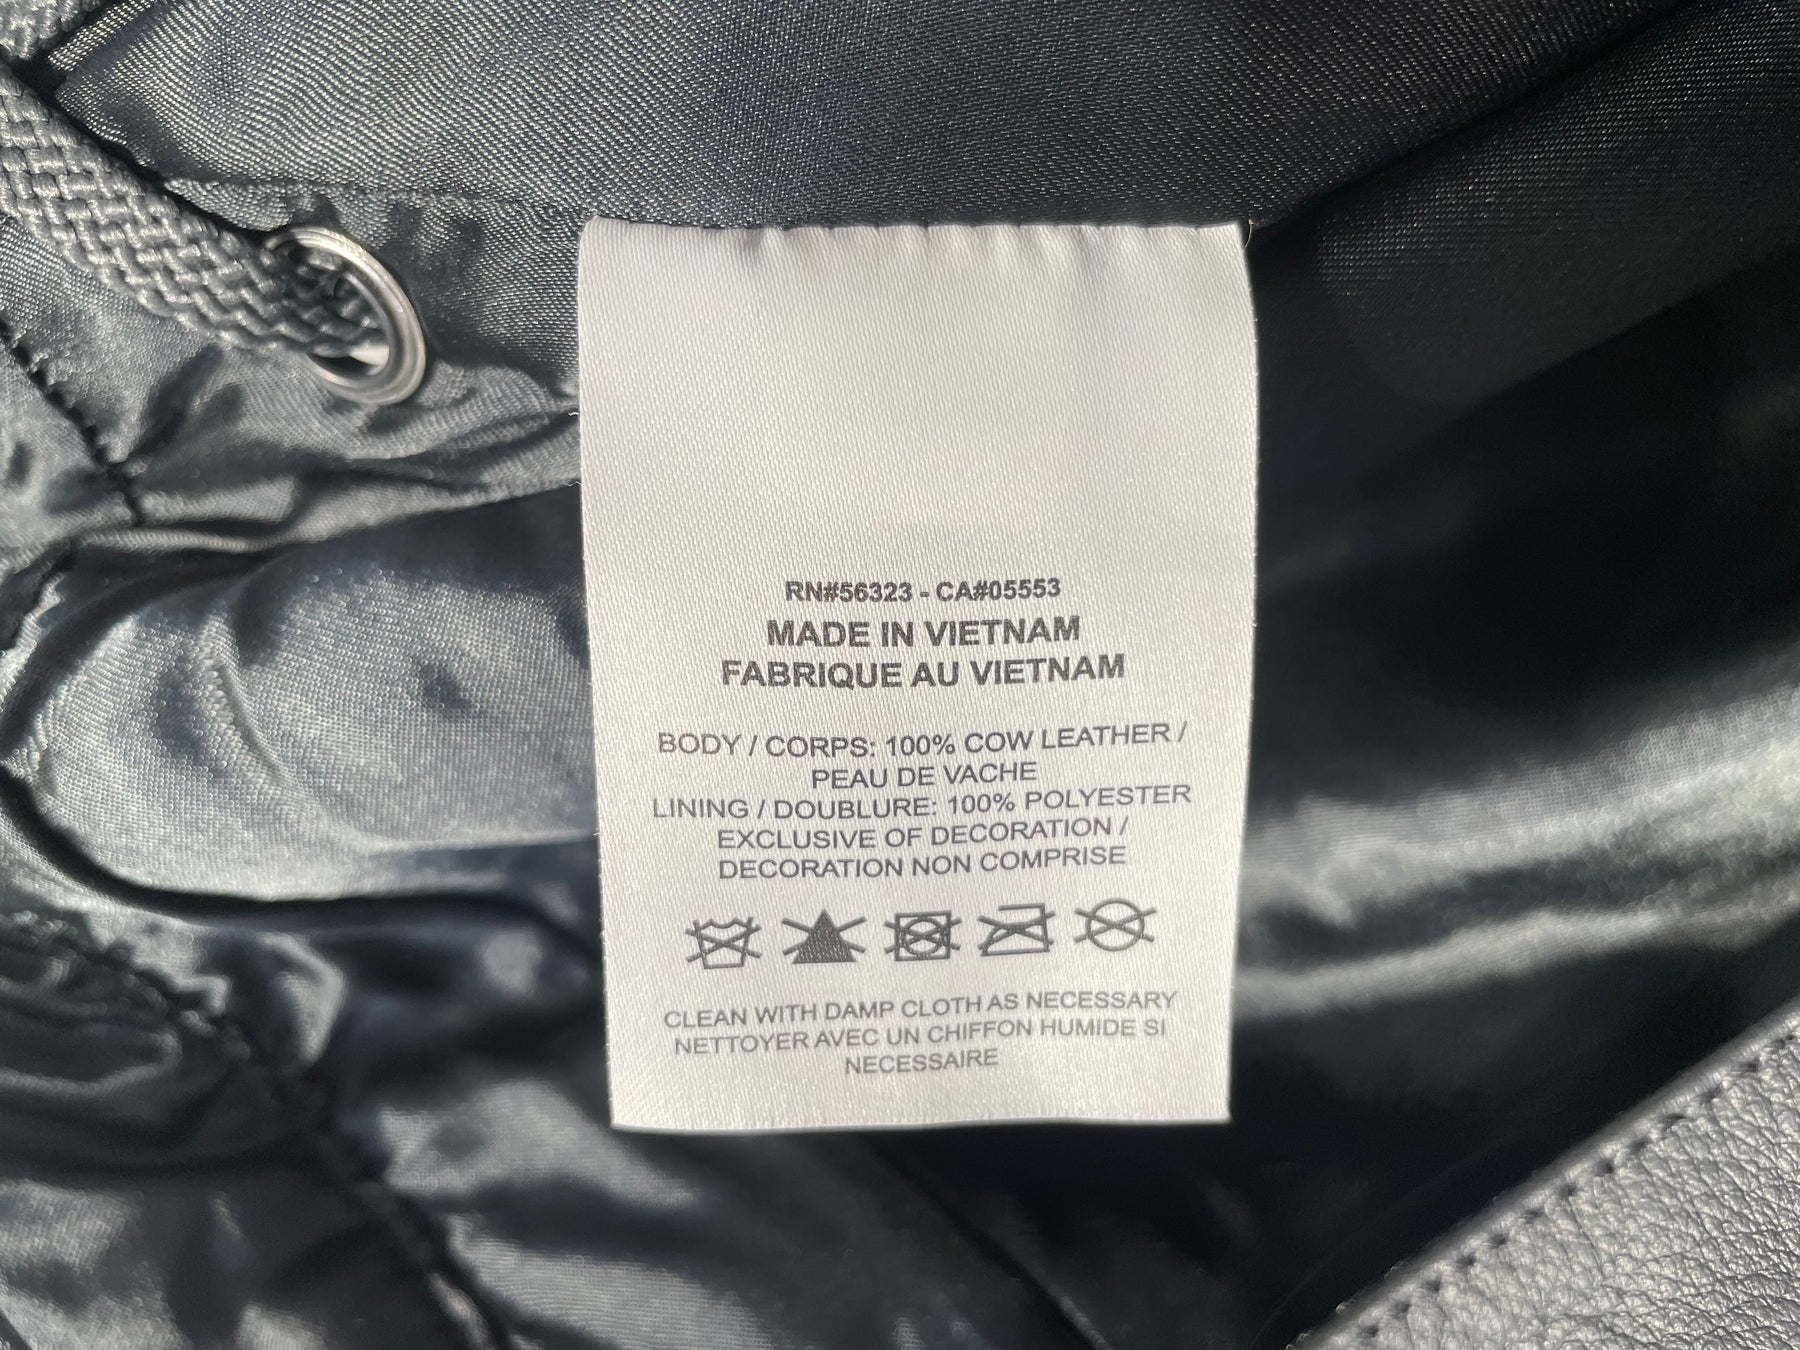 RN#56323 - CA#05553
MADE IN VIETNAM
FABRIQUE AU VIETNAM
BODY / CORPS: 100% COW LEATHER /
PEAU DE VACHE
LINING / DOUBLURE: 100% POLYESTER
EXCLUSIVE OF DECORATION /
DECORATION NON COMPRISE
CLEAN WITH DAMP CLOTH AS NECESSARY
NETTOYER AVEC UN CHIFFON HUMIDE SI
NECESSAIRE